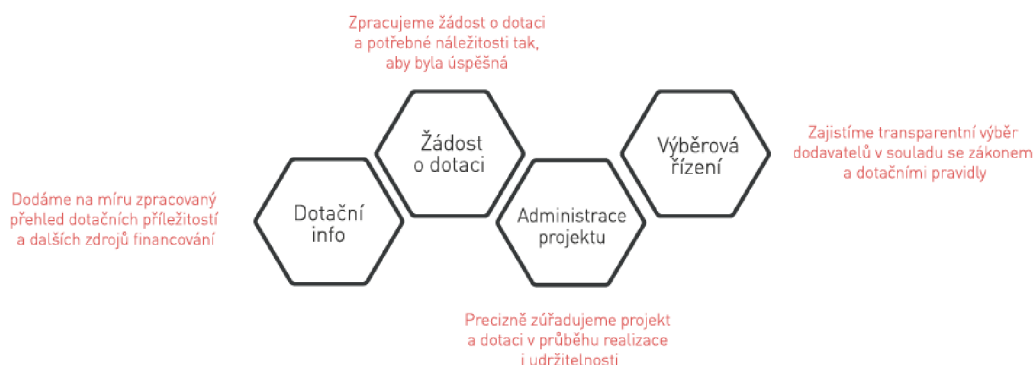 Zpracujeme žádost o dotaci
a potřebné náležitosti tak,
aby byla úspěšná
Žádost
o dotaci
Výběrová
řízení
Zajistíme transparentní výběr
dodavatelů v souladu se zákonem
a dotačními pravidly
Dodáme na míru zpracovaný
přehled dotačních příležitostí
a dalších zdrojů financování
Dotační
info
Administrace
projektu
Precizně zúřadujeme projekt
a dotaci v průběhu realizace
i udržitelnosti